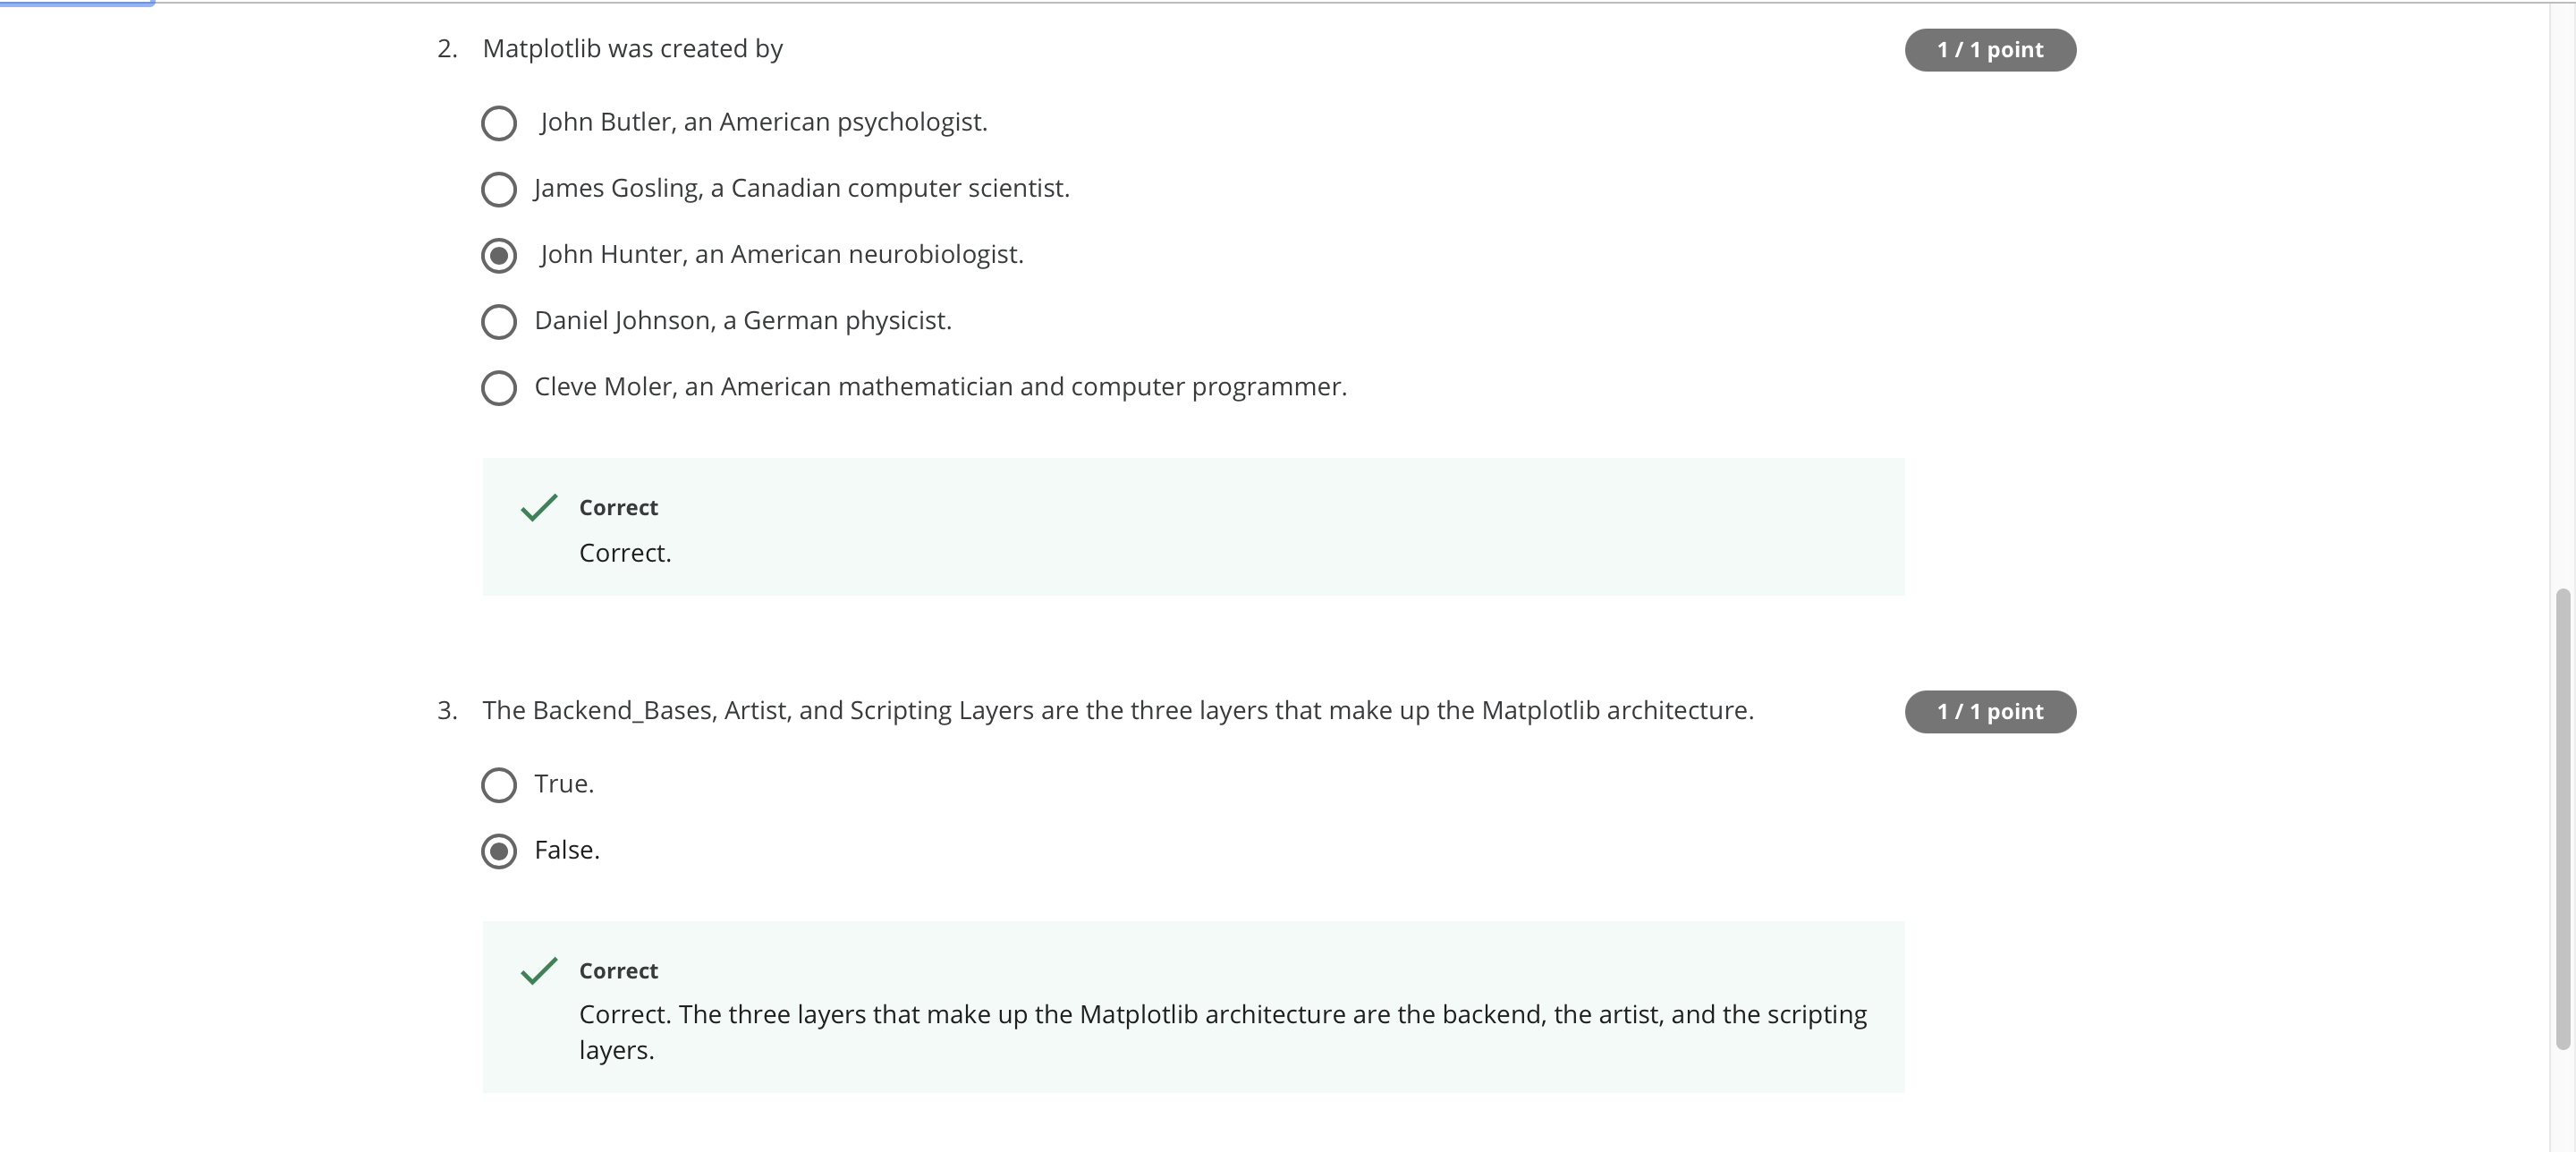 2. Matplotlib was created by
1 / 1 point
John Butler, an American psychologist.
James Gosling, a Canadian computer scientist.
John Hunter, an American neurobiologist.
Daniel Johnson, a German physicist.
Cleve Moler, an American mathematician and computer programmer.
Correct
Correct.
3. The Backend_Bases, Artist, and Scripting Layers are the three layers that make up the Matplotlib architecture.
1 / 1 point
True.
False.
Correct
Correct. The three layers that make up the Matplotlib architecture are the backend, the artist, and the scripting
layers.